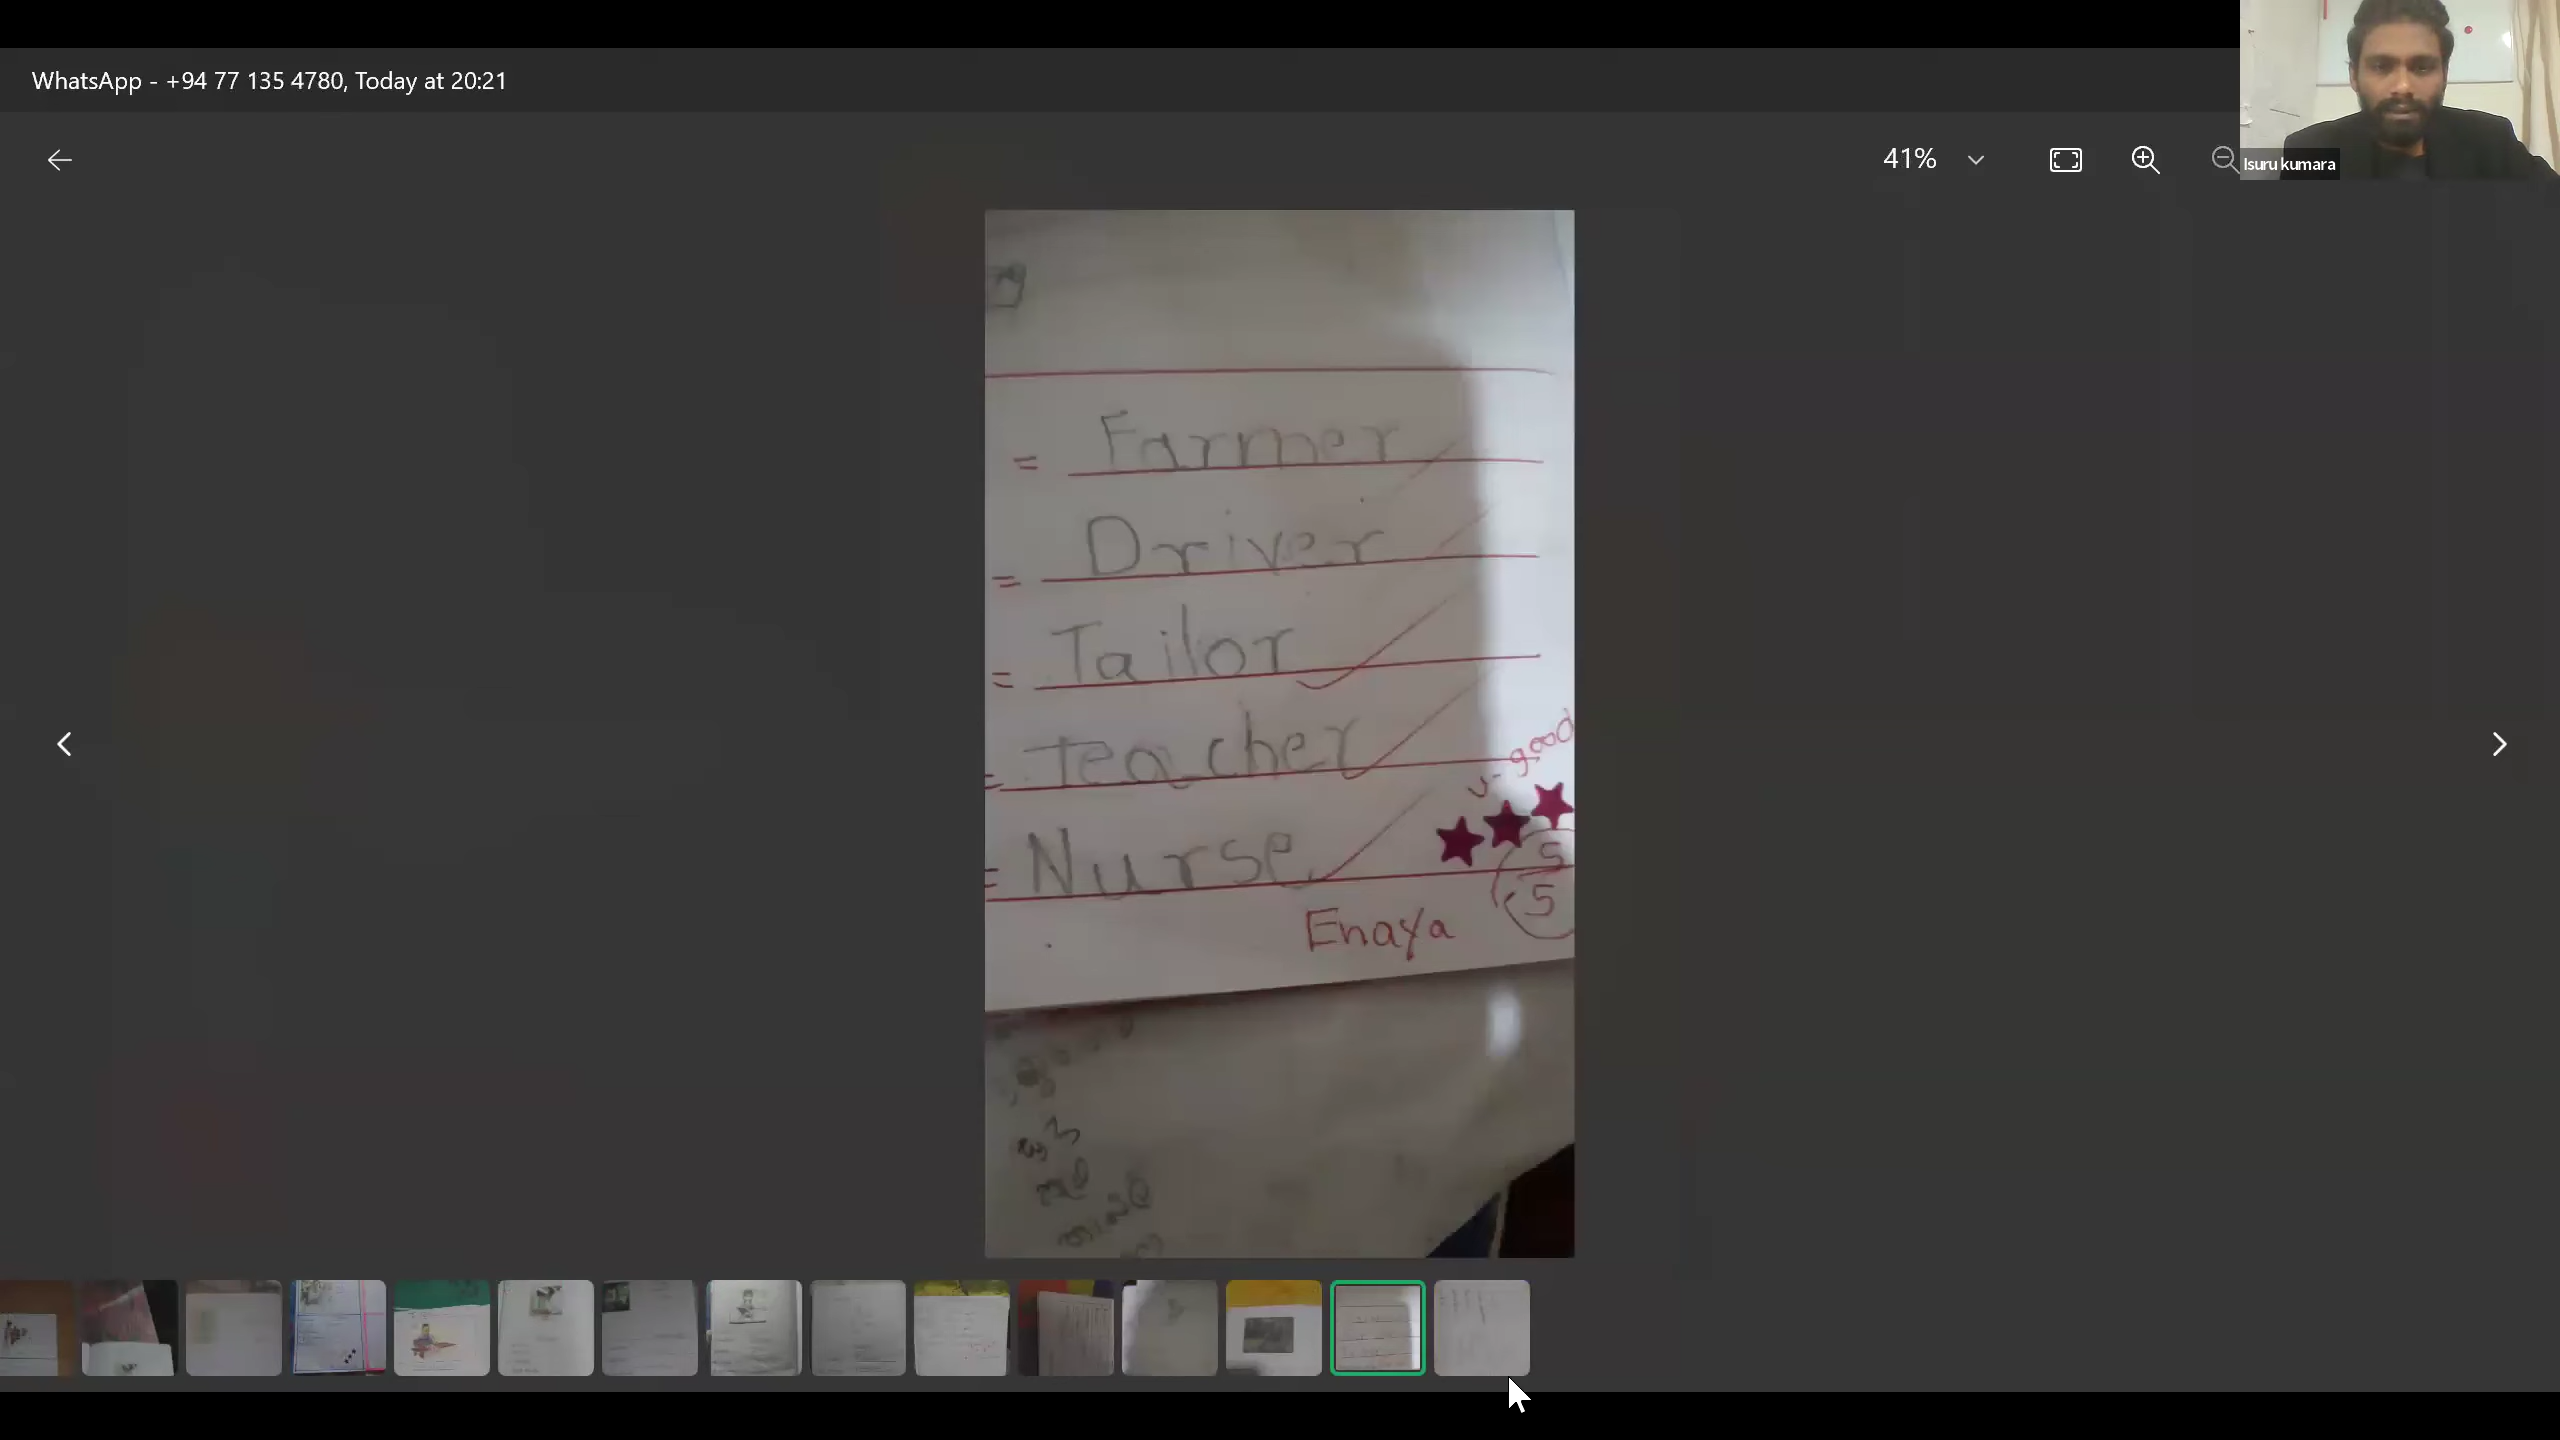 WhatsApp - +94 77 135 4780, Today at 20:21
41%
Isuru kumara
= Farmer
= Driver
= Tailor
= Teacher
v-good
= Nurse
5
5
Enaya